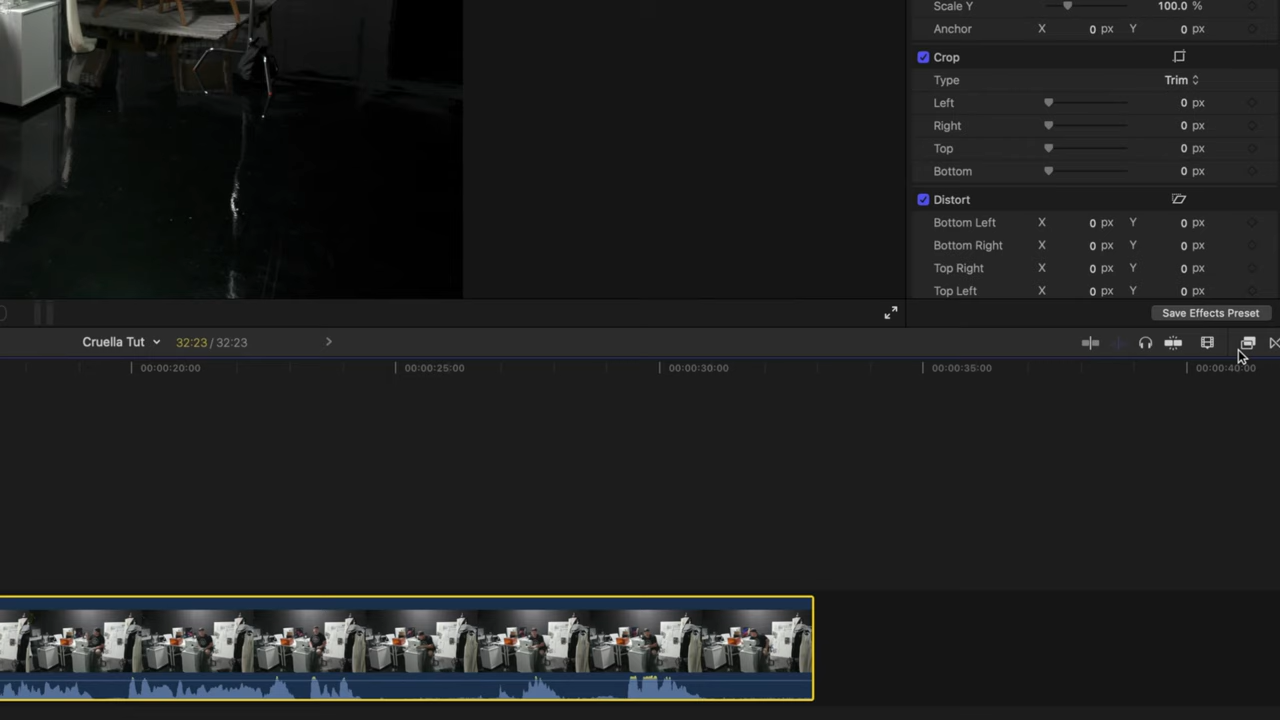 Scale Y 100.0 %
Anchor X 0 px Y 0 px
Crop
Type Trim
Left 0 px
Right 0 px
Top 0 px
Bottom 0 px
Distort
Bottom Left X 0 px Y 0 px
Bottom Right X 0 px Y 0 px
Top Right X 0 px Y 0 px
Top Left X 0 px Y 0 px
Save Effects Preset
Cruella Tut 32:23 / 32:23
00:00:20:00 00:00:25:00 00:00:30:00 00:00:35:00 00:00:40:00